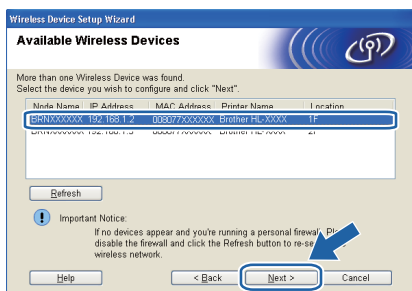 Wireless Device Setup Wizard
Available Wireless Devices
More than one Wireless Device was found.
Select the device you wish to configure and click "Next".
Node Name IP Address MAC Address Printer Name Location
BRNXXXXXX 192.168.1.2 008077XXXXXX Brother HL-XXXX 1F
BRNXXXXXX 192.168.1.3 008077XXXXXX Brother HL-XXXX 2F
Refresh
Important Notice:
If no devices appear and you're running a personal firewall,
disable the firewall and click the Refresh button to
wireless network.
Help < Back Next > Cancel